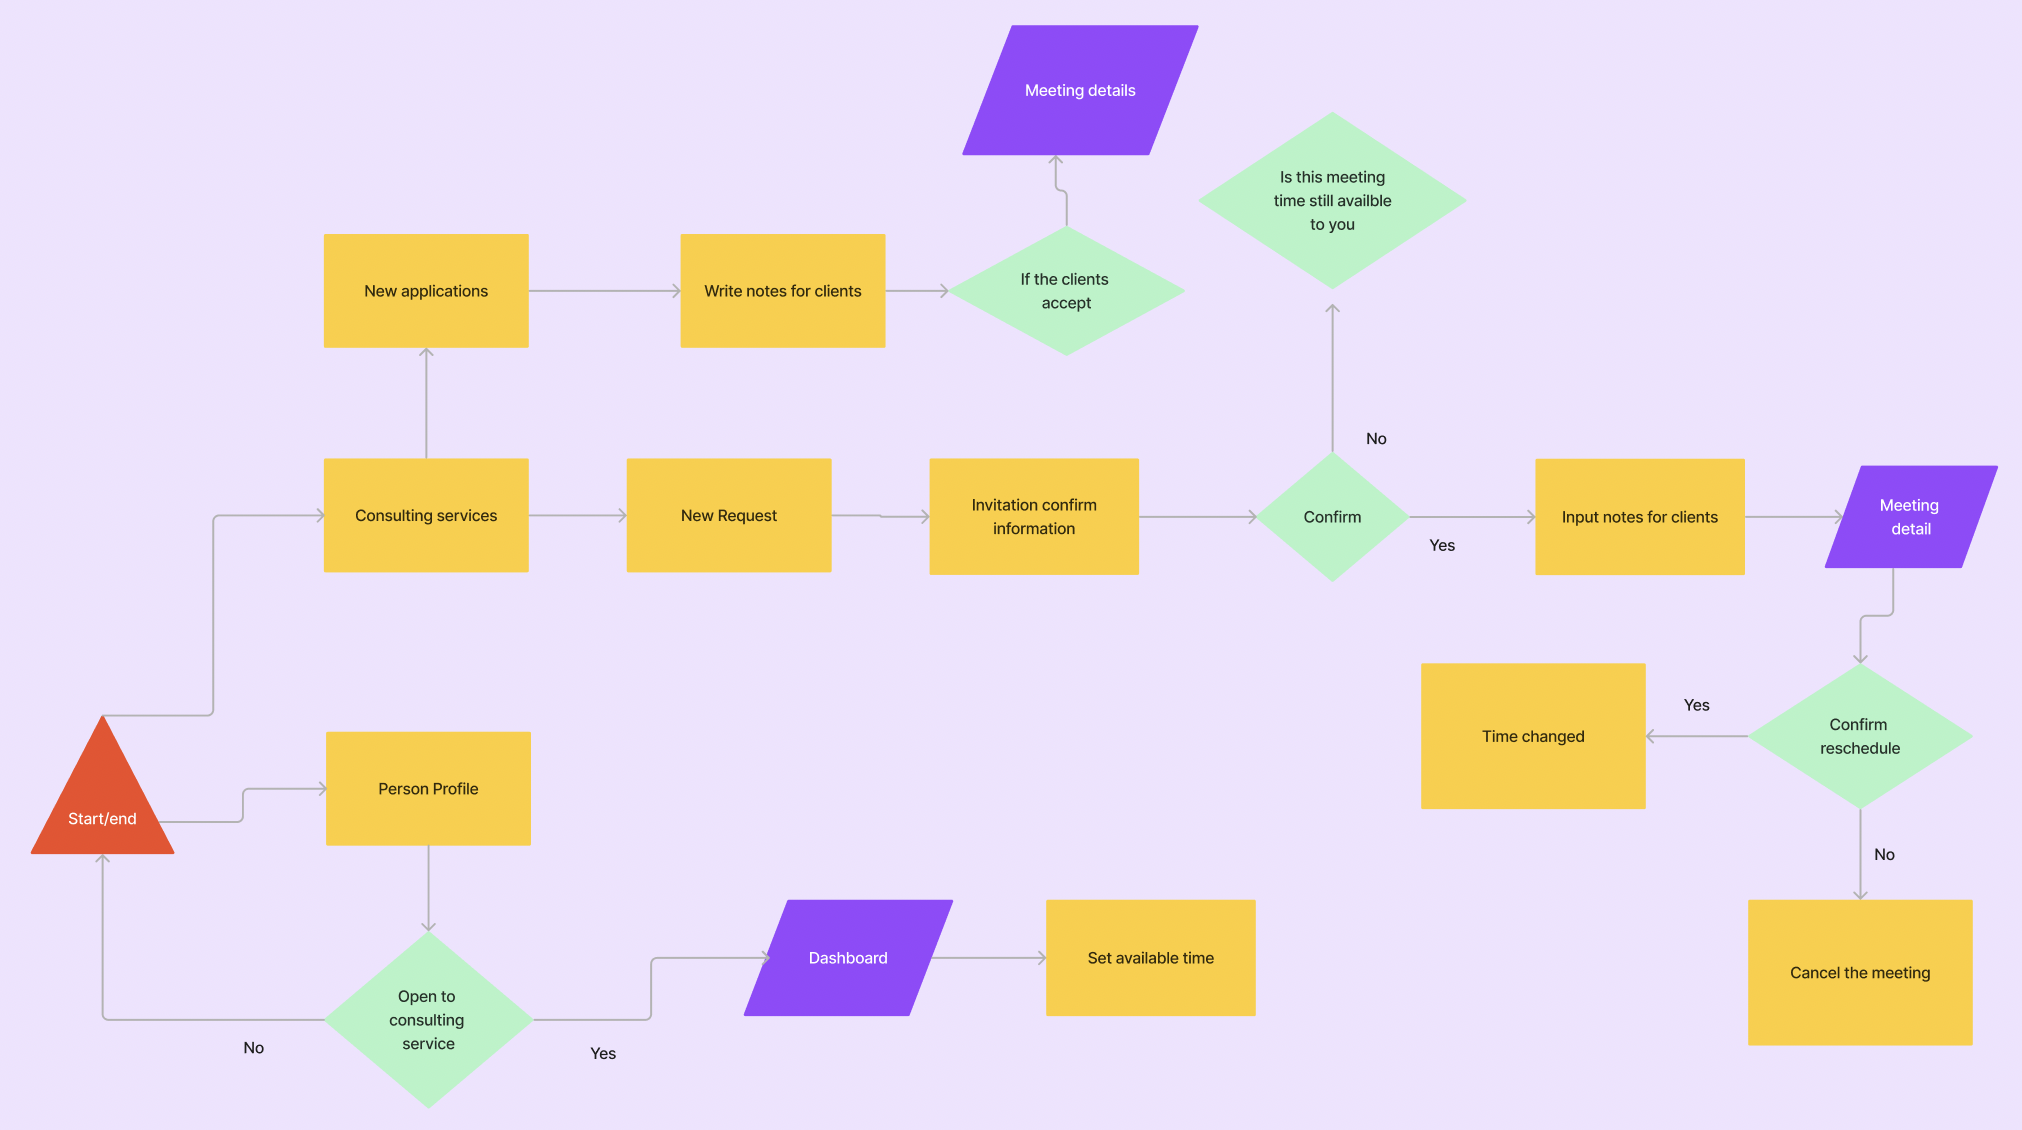 Meeting details
Is this meeting
time still availble
to you
New applications
Write notes for clients
If the clients
accept
No
Consulting services
New Request
Invitation confirm
information
Confirm
Yes
Input notes for clients
Meeting
detail
Time changed
Yes
Confirm
reschedule
No
Cancel the meeting
Start/end
Person Profile
Open to
consulting
service
No
Yes
Dashboard
Set available time